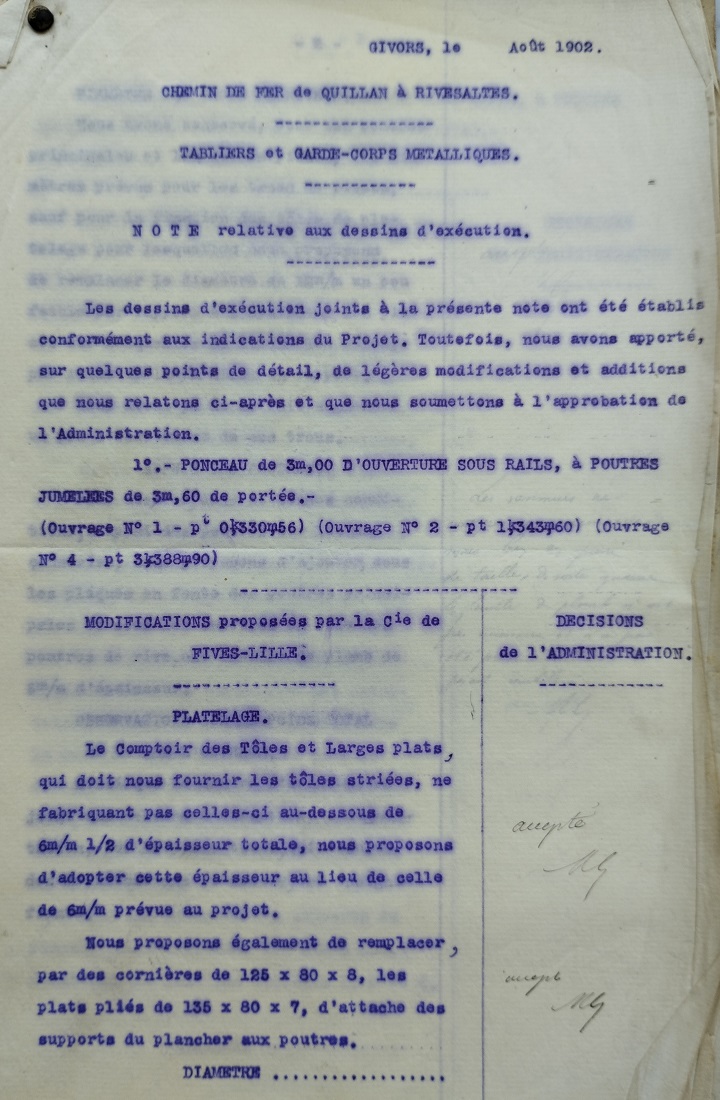 GIVORS, le Août 1902.
CHEMIN DE FER de QUILLAN à RIVESALTES.
TABLIERS et GARDE-CORPS METALLIQUES.
N O T E relative aux dessins d'exécution.
Les dessins d'exécution joints à la présente note ont été établis
conformément aux indications du Projet. Toutefois, nous avons apporté,
sur quelques points de détail, de légères modifications et additions
que nous relatons ci-après et que nous soumettons à l'approbation de
l'Administration.
1°.- PONCEAU de 3m,00 D'OUVERTURE SOUS RAILS, à POUTRES
JUMELEES de 3m,60 de portée.-
(Ouvrage N° 1 - pt 0k330m56) (Ouvrage N° 2 - pt 1k343m60) (Ouvrage
N° 4 - pt 3k388m90)
MODIFICATIONS proposées par la Cie de
FIVES-LILLE.
DECISIONS
de l'ADMINISTRATION.
PLATELAGE.
Le Comptoir des Tôles et Larges plats,
qui doit nous fournir les tôles striées, ne
fabriquant pas celles-ci au-dessous de
6m/m 1/2 d'épaisseur totale, nous proposons
d'adopter cette épaisseur au lieu de celle
de 6m/m prévue au projet.
accepté
Nous proposons également de remplacer,
par des cornières de 125 x 80 x 8, les
plats pliés de 135 x 80 x 7, d'attache des
supports du plancher aux poutres.
accepté
DIAMETRE ..................